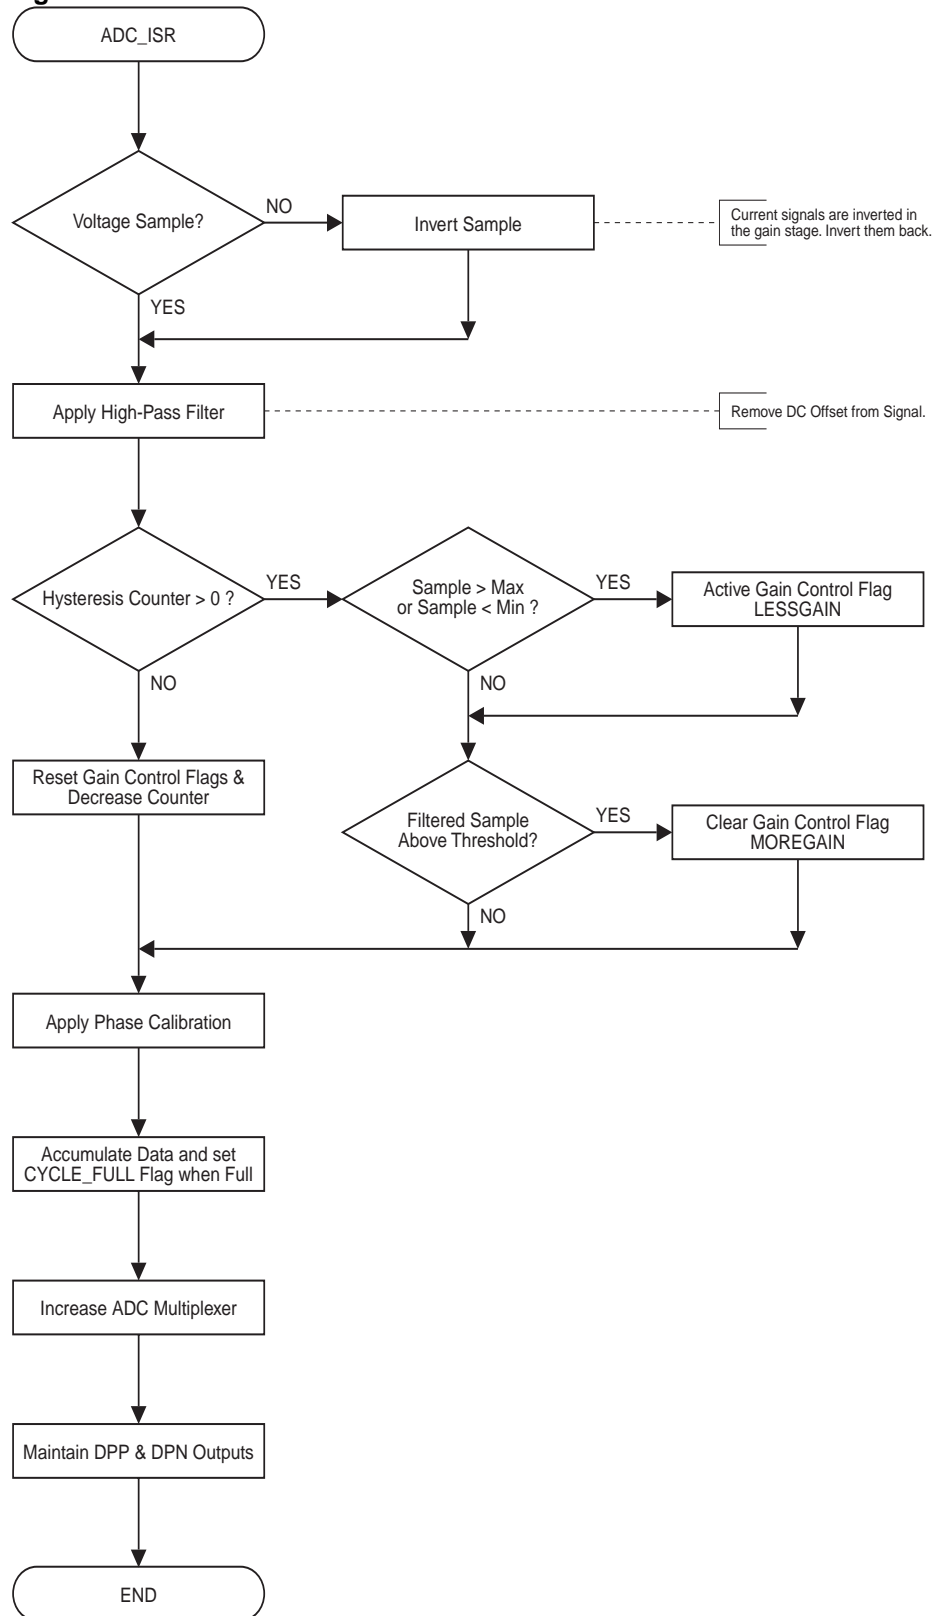 ADC_ISR
Voltage Sample?
NO
Invert Sample
Current signals are inverted in
the gain stage. Invert them back.
YES
Apply High-Pass Filter
Remove DC Offset from Signal.
Hysteresis Counter > 0 ?
YES
Sample > Max
or Sample < Min ?
YES
Active Gain Control Flag
LESSGAIN
NO
NO
Reset Gain Control Flags &
Decrease Counter
Filtered Sample
Above Threshold?
YES
Clear Gain Control Flag
MOREGAIN
NO
Apply Phase Calibration
Accumulate Data and set
CYCLE_FULL Flag when Full
Increase ADC Multiplexer
Maintain DPP & DPN Outputs
END